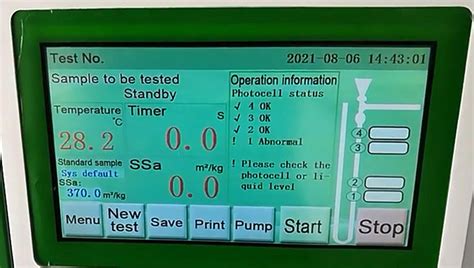 Test No.
2021-08-06 14:43:01
Sample to be tested
Standby
Temperature
℃
28.2
Timer
S
0.0
Standard sample
Sys default
SSa:
370.0 m²/kg
SSa
m²/kg
0.0
Operation information
Photocell status
✓ 4 OK
✓ 3 OK
✓ 2 OK
! 1 Abnormal
! Please check the
photocell or li-
quid level
4
3
2
1
Menu
New
test
Save
Print
Pump
Start
Stop